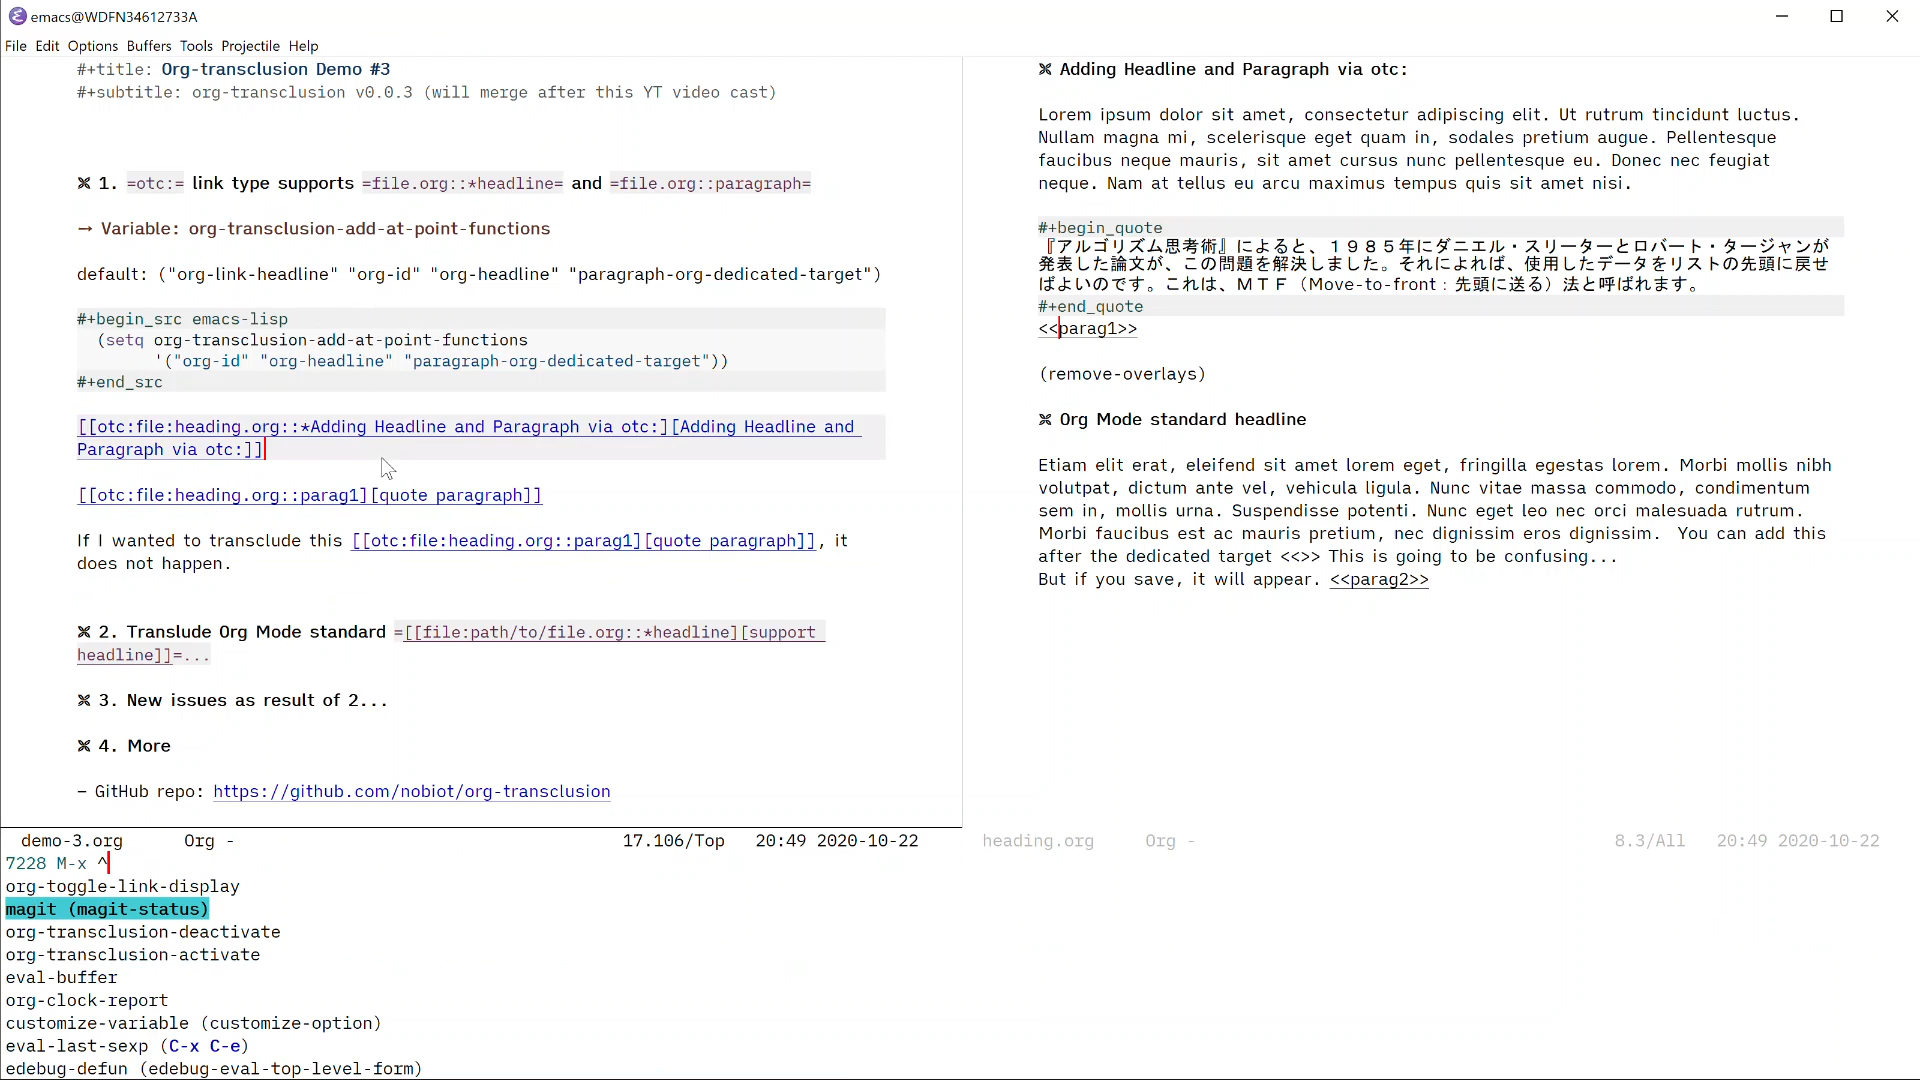 emacs@WDFN34612733A
File Edit Options Buffers Tools Projectile Help
#+title: Org-transclusion Demo #3
#+subtitle: org-transclusion v0.0.3 (will merge after this YT video cast)
⌘ 1. =otc:= link type supports =file.org::*headline= and =file.org::paragraph=
→ Variable: org-transclusion-add-at-point-functions
default: ("org-link-headline" "org-id" "org-headline" "paragraph-org-dedicated-target")
#+begin_src emacs-lisp
(setq org-transclusion-add-at-point-functions
'("org-id" "org-headline" "paragraph-org-dedicated-target"))
#+end_src
[[otc:file:heading.org::*Adding Headline and Paragraph via otc:][Adding Headline and
Paragraph via otc:]]
[[otc:file:heading.org::parag1][quote paragraph]]
If I wanted to transclude this [[otc:file:heading.org::parag1][quote paragraph]], it
does not happen.
⌘ 2. Translude Org Mode standard =[[file:path/to/file.org::*headline][support
headline]]=...
⌘ 3. New issues as result of 2...
⌘ 4. More
− GitHub repo: https://github.com/nobiot/org-transclusion
demo-3.org Org - 17.106/Top 20:49 2020-10-22
⌘ Adding Headline and Paragraph via otc:
Lorem ipsum dolor sit amet, consectetur adipiscing elit. Ut rutrum tincidunt luctus.
Nullam magna mi, scelerisque eget quam in, sodales pretium augue. Pellentesque
faucibus neque mauris, sit amet cursus nunc pellentesque eu. Donec nec feugiat
neque. Nam at tellus eu arcu maximus tempus quis sit amet nisi.
#+begin_quote
『アルゴリズム思考術』によると、１９８５年にダニエル・スリーターとロバート・タージャンが
発表した論文が、この問題を解決しました。それによれば、使用したデータをリストの先頭に戻せ
ばよいのです。これは、ＭＴＦ（Move-to-front：先頭に送る）法と呼ばれます。
#+end_quote
<<parag1>>
(remove-overlays)
⌘ Org Mode standard headline
Etiam elit erat, eleifend sit amet lorem eget, fringilla egestas lorem. Morbi mollis nibh
volutpat, dictum ante vel, vehicula ligula. Nunc vitae massa commodo, condimentum
sem in, mollis urna. Suspendisse potenti. Nunc eget leo nec orci malesuada rutrum.
Morbi faucibus est ac mauris pretium, nec dignissim eros dignissim. You can add this
after the dedicated target <<>> This is going to be confusing...
But if you save, it will appear. <<parag2>>
heading.org Org - 8.3/All 20:49 2020-10-22
7228 M-x ^
org-toggle-link-display
magit (magit-status)
org-transclusion-deactivate
org-transclusion-activate
eval-buffer
org-clock-report
customize-variable (customize-option)
eval-last-sexp (C-x C-e)
edebug-defun (edebug-eval-top-level-form)